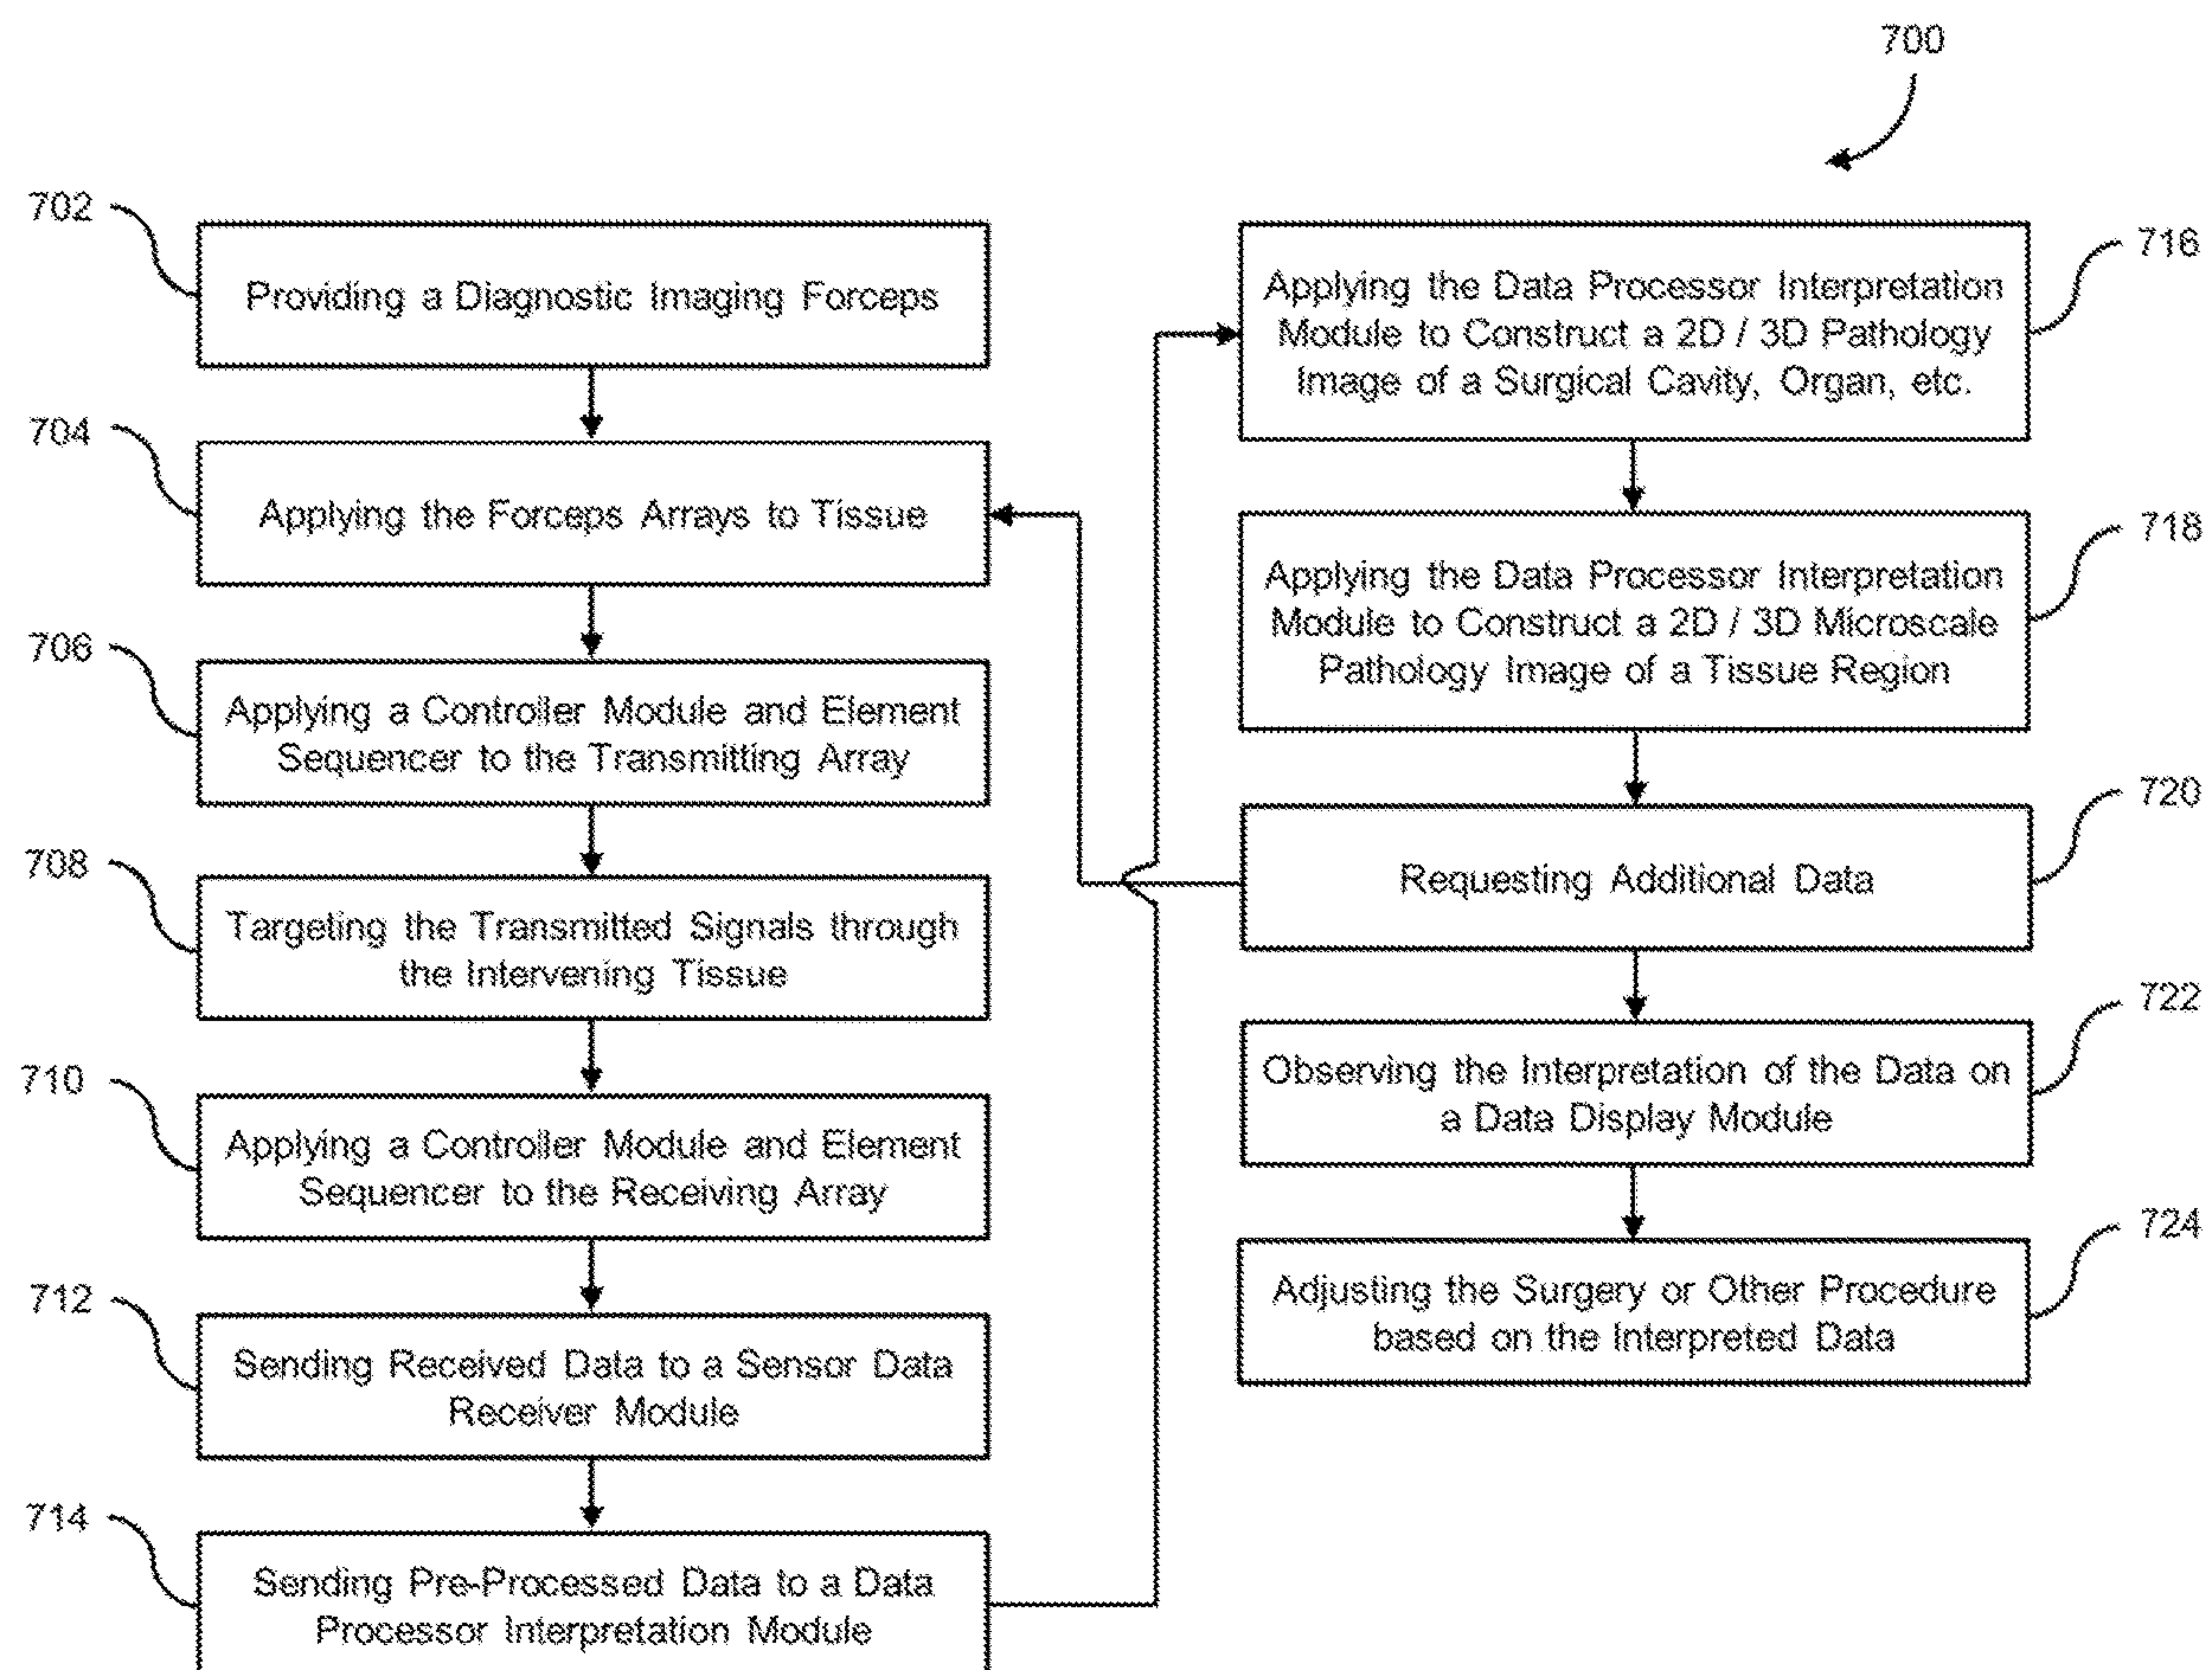 700
702
Providing a Diagnostic Imaging Forceps
704
Applying the Forceps Arrays to Tissue
706
Applying a Controller Module and Element
Sequencer to the Transmitting Array
708
Targeting the Transmitted Signals through
the Intervening Tissue
710
Applying a Controller Module and Element
Sequencer to the Receiving Array
712
Sending Received Data to a Sensor Data
Receiver Module
714
Sending Pre-Processed Data to a Data
Processor Interpretation Module
716
Applying the Data Processor Interpretation
Module to Construct a 2D / 3D Pathology
Image of a Surgical Cavity, Organ, etc.
718
Applying the Data Processor Interpretation
Module to Construct a 2D / 3D Microscale
Pathology Image of a Tissue Region
720
Requesting Additional Data
722
Observing the Interpretation of the Data on
a Data Display Module
724
Adjusting the Surgery or Other Procedure
based on the Interpreted Data